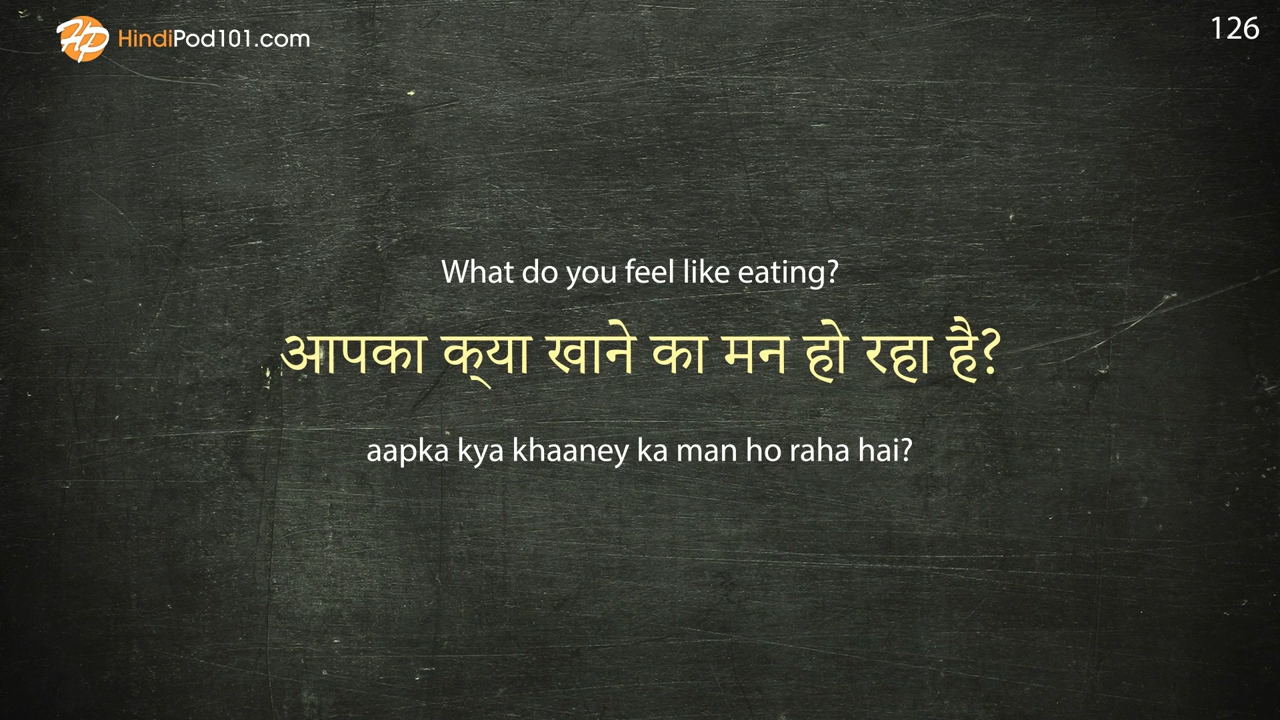 HP HindiPod101.com
126
What do you feel like eating?
आपका क्‌या खाने का मन हो रहा है?
aapka kya khaaney ka man ho raha hai?